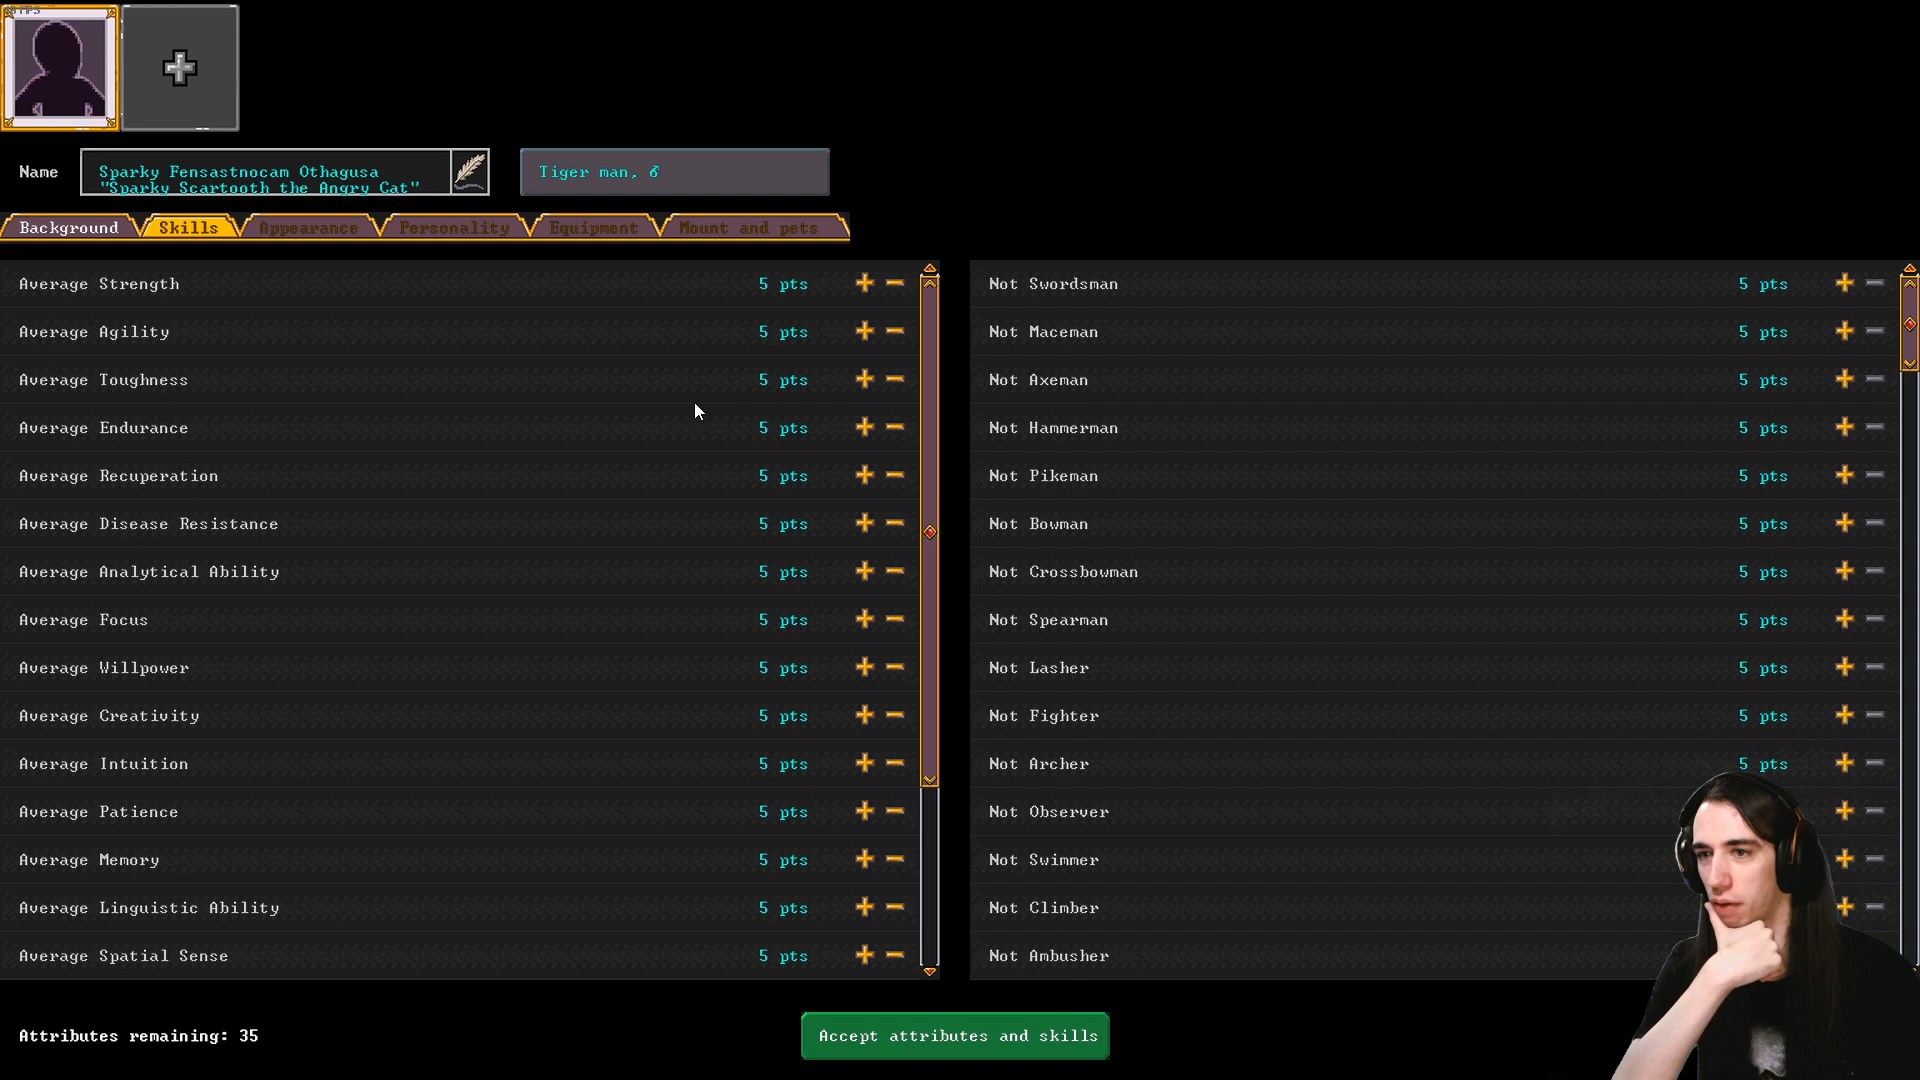 FPS
Name
Sparky Fensastnocam Othagusa
"Sparky Scartooth the Angry Cat"
Tiger man, ♂
Background
Skills
Appearance
Personality
Equipment
Mount and pets
Average Strength 5 pts
Average Agility 5 pts
Average Toughness 5 pts
Average Endurance 5 pts
Average Recuperation 5 pts
Average Disease Resistance 5 pts
Average Analytical Ability 5 pts
Average Focus 5 pts
Average Willpower 5 pts
Average Creativity 5 pts
Average Intuition 5 pts
Average Patience 5 pts
Average Memory 5 pts
Average Linguistic Ability 5 pts
Average Spatial Sense 5 pts
Not Swordsman 5 pts
Not Maceman 5 pts
Not Axeman 5 pts
Not Hammerman 5 pts
Not Pikeman 5 pts
Not Bowman 5 pts
Not Crossbowman 5 pts
Not Spearman 5 pts
Not Lasher 5 pts
Not Fighter 5 pts
Not Archer 5 pts
Not Observer
Not Swimmer
Not Climber
Not Ambusher
Attributes remaining: 35
Accept attributes and skills